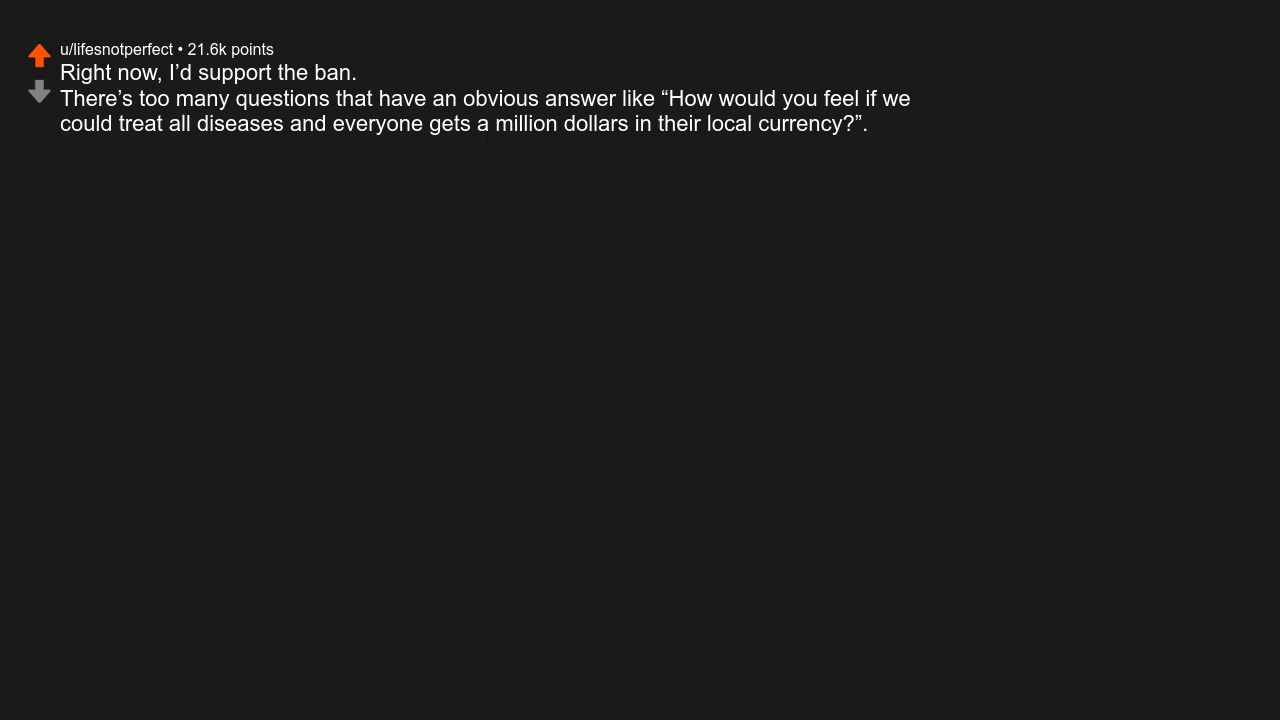 u/lifesnotperfect • 21.6k points
Right now, I’d support the ban.
There’s too many questions that have an obvious answer like “How would you feel if we
could treat all diseases and everyone gets a million dollars in their local currency?”.